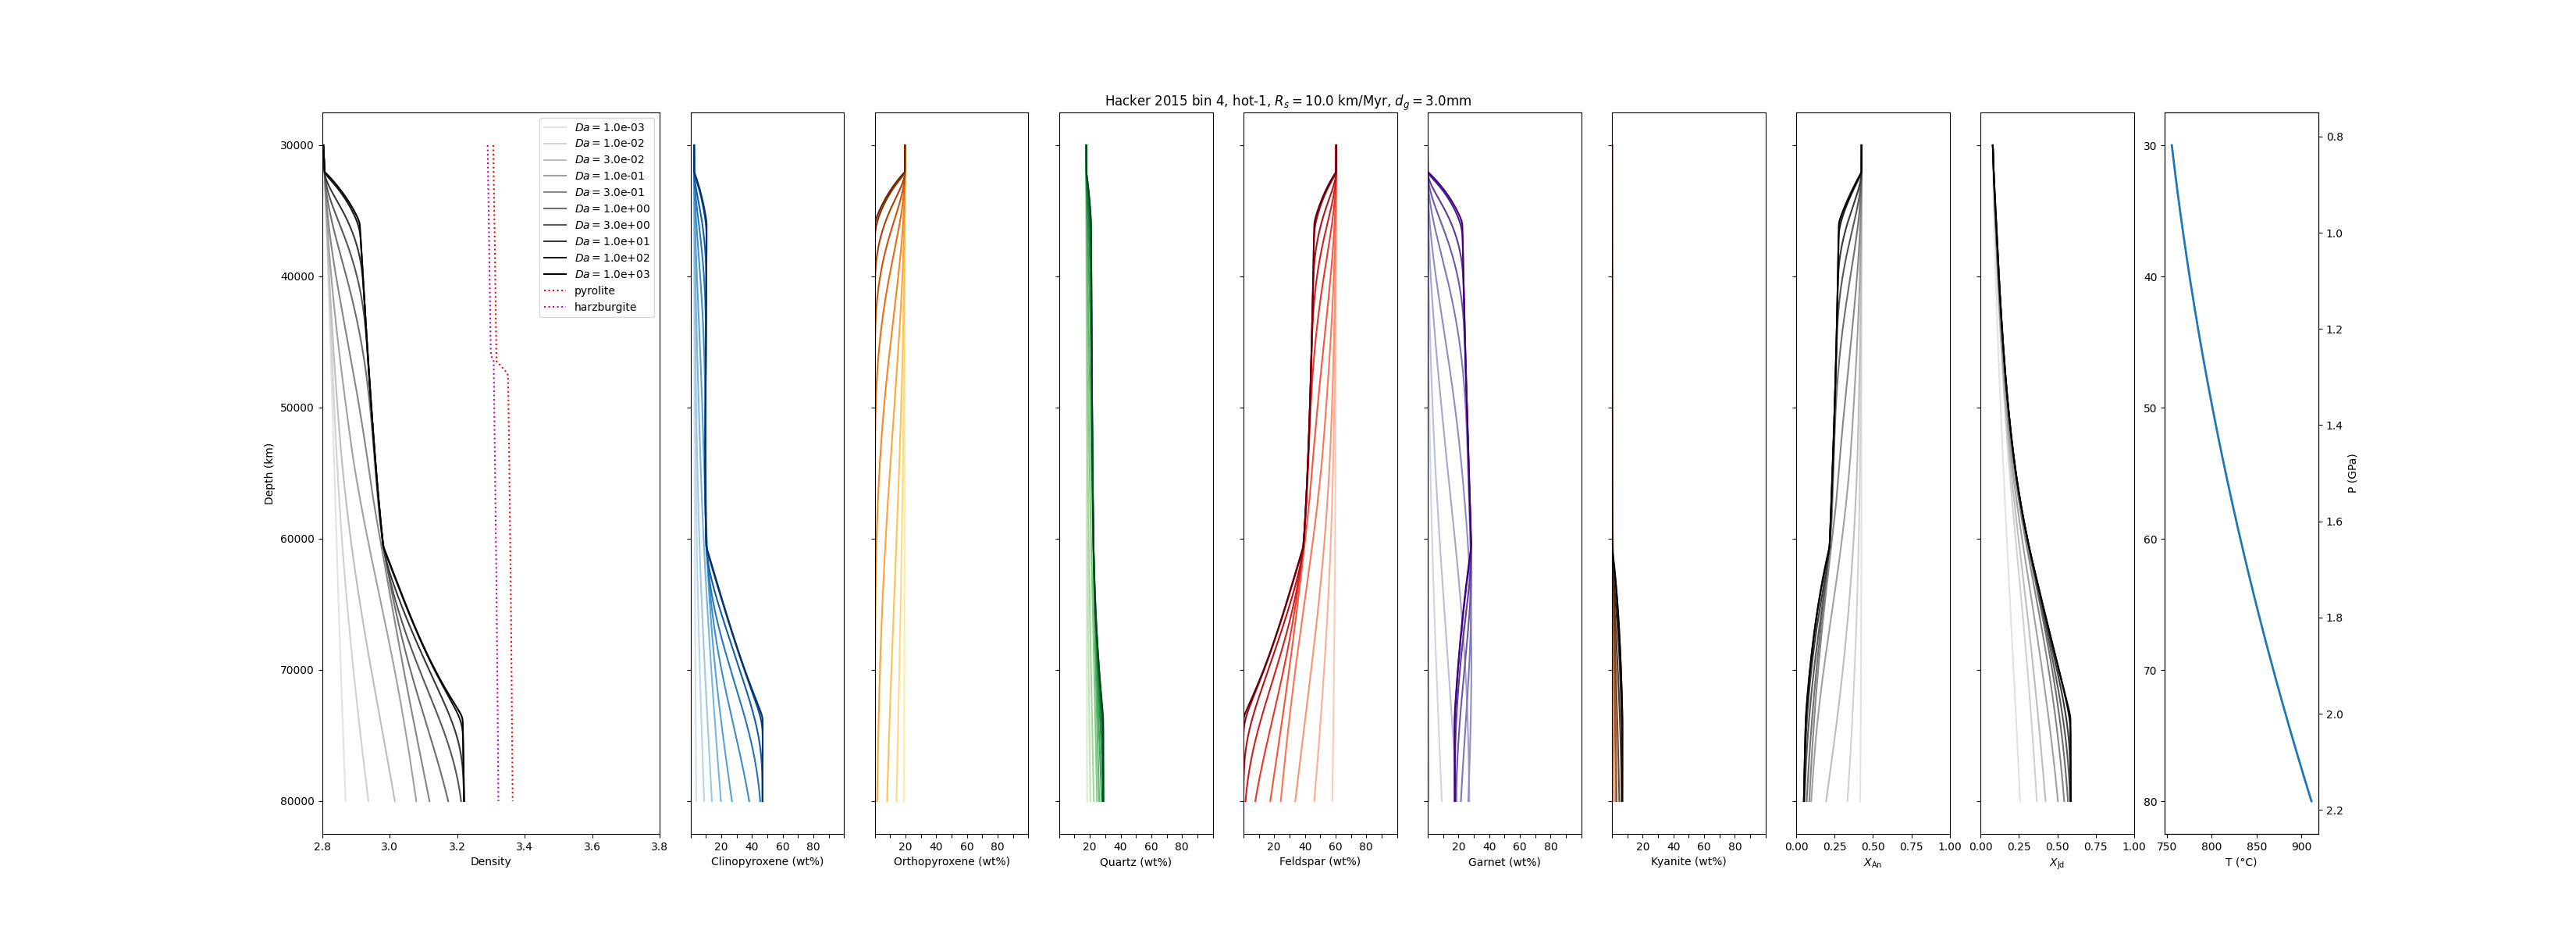 Hacker 2015 bin 4, hot-1, R_s = 10.0 km/Myr, d_g = 3.0mm
Da = 1.0e-03
Da = 1.0e-02
Da = 3.0e-02
Da = 1.0e-01
Da = 3.0e-01
Da = 1.0e+00
Da = 3.0e+00
Da = 1.0e+01
Da = 1.0e+02
Da = 1.0e+03
pyrolite
harzburgite
Depth (km)
30000
40000
50000
60000
70000
80000
2.8 3.0 3.2 3.4 3.6 3.8
Density
20 40 60 80
Clinopyroxene (wt%)
20 40 60 80
Orthopyroxene (wt%)
20 40 60 80
Quartz (wt%)
20 40 60 80
Feldspar (wt%)
20 40 60 80
Garnet (wt%)
20 40 60 80
Kyanite (wt%)
0.00 0.25 0.50 0.75 1.00
X_An
0.00 0.25 0.50 0.75 1.00
X_Jd
30
40
50
60
70
80
750 800 850 900
T (°C)
0.8
1.0
1.2
1.4
1.6
1.8
2.0
2.2
P (GPa)